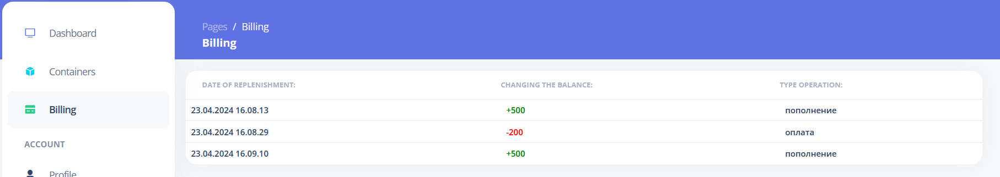 Dashboard
Containers
Billing
ACCOUNT
Profile
Pages / Billing
Billing
DATE OF REPLENISHMENT: CHANGING THE BALANCE: TYPE OPERATION:
23.04.2024 16.08.13 +500 пополнение
23.04.2024 16.08.29 -200 оплата
23.04.2024 16.09.10 +500 пополнение